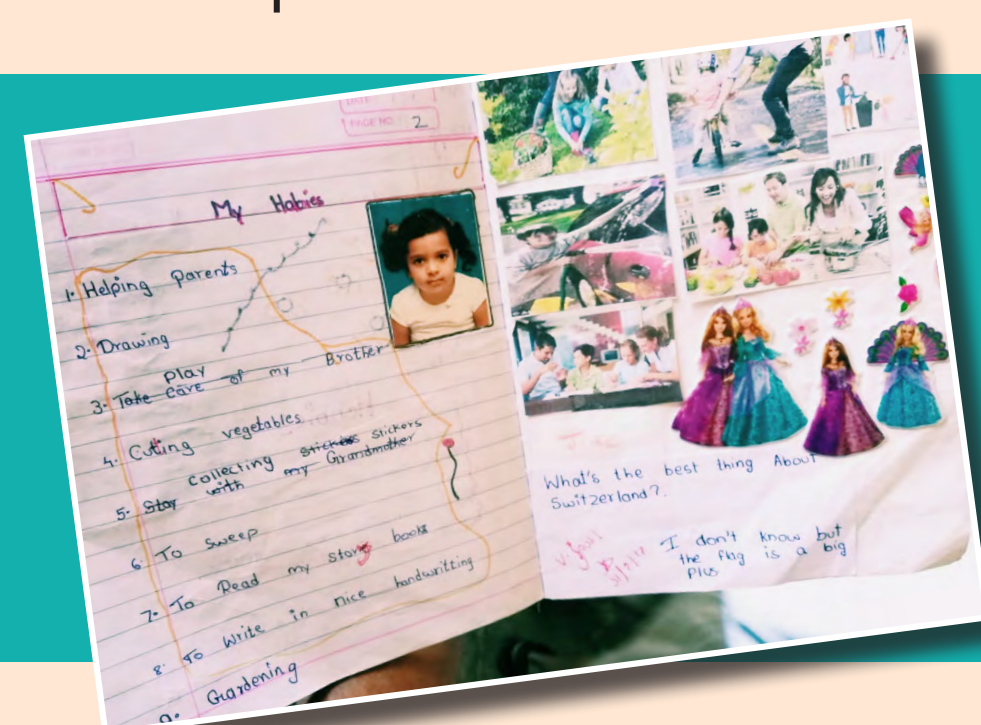 DATE
PAGE NO. 2
My Hobies
1. Helping Parents
2. Drawing
Play
3. Take care of my Brother
4. Cutting vegetables
Collecting stickers stickers
5. Stay with my Grandmother
6. To Sweep
7. To Read my story books
8. To Write in nice handwritting
9. Gardening
What's the best thing About
Switzerland?
I don't know but
the flag is a big
Plus